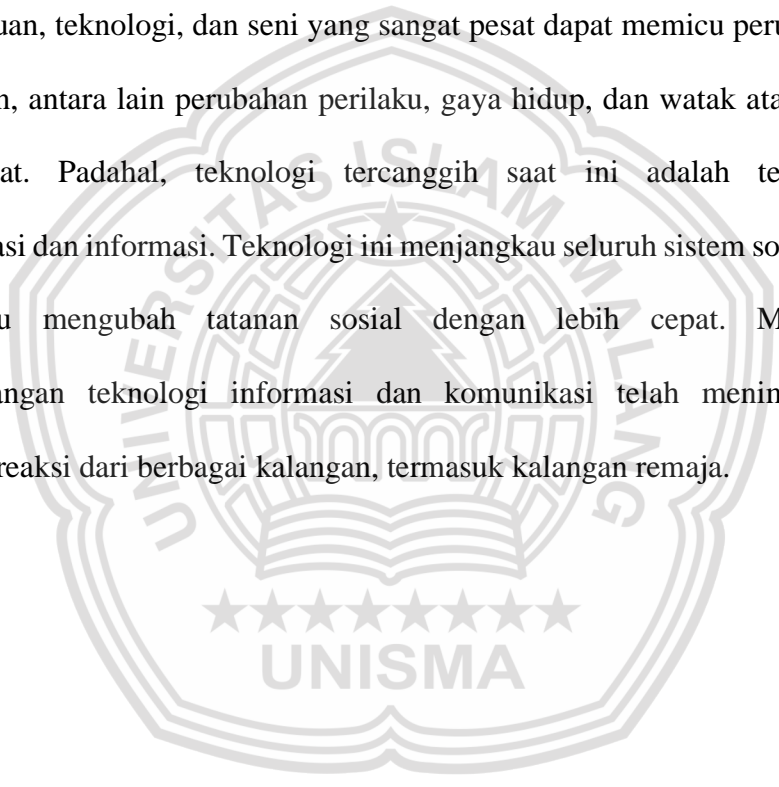 uan, teknologi, dan seni yang sangat pesat dapat memicu peru
n, antara lain perubahan perilaku, gaya hidup, dan watak ata
at. Padahal, teknologi tercanggih saat ini adalah te
asi dan informasi. Teknologi ini menjangkau seluruh sistem so
u mengubah tatanan sosial dengan lebih cepat. M
angan teknologi informasi dan komunikasi telah menin
reaksi dari berbagai kalangan, termasuk kalangan remaja.
UNIVERSITAS ISLAM MALANG
UNISMA